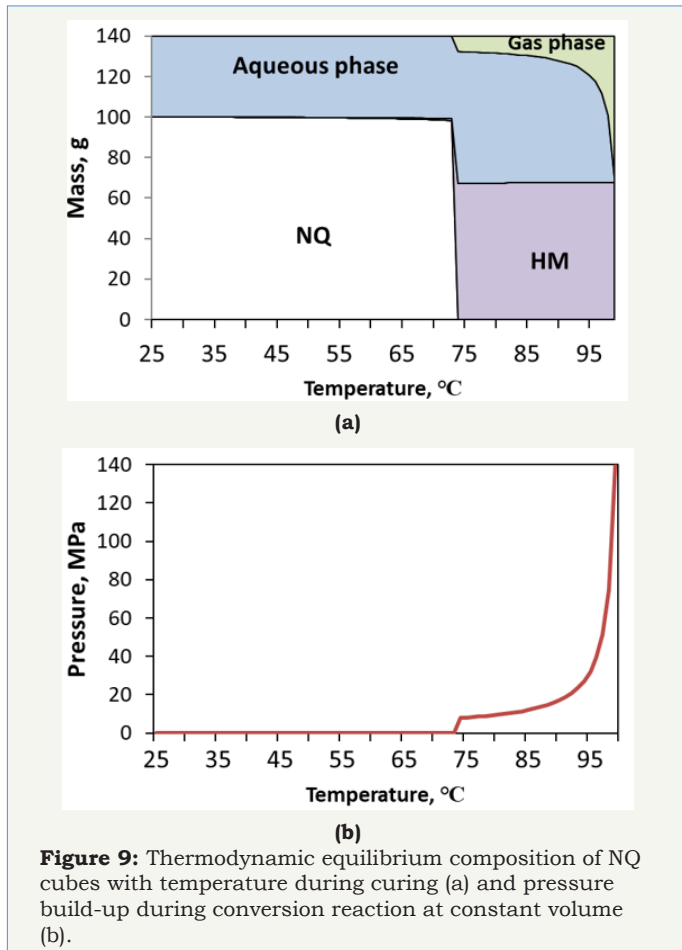 140
120
100
80
60
40
20
0
Mass, g
Gas phase
Aqueous phase
NQ
HM
25 35 45 55 65 75 85 95
Temperature, °C
(a)
140
120
100
80
60
40
20
0
Pressure, MPa
25 35 45 55 65 75 85 95
Temperature, °C
(b)
Figure 9: Thermodynamic equilibrium composition of NQ
cubes with temperature during curing (a) and pressure
build-up during conversion reaction at constant volume
(b).